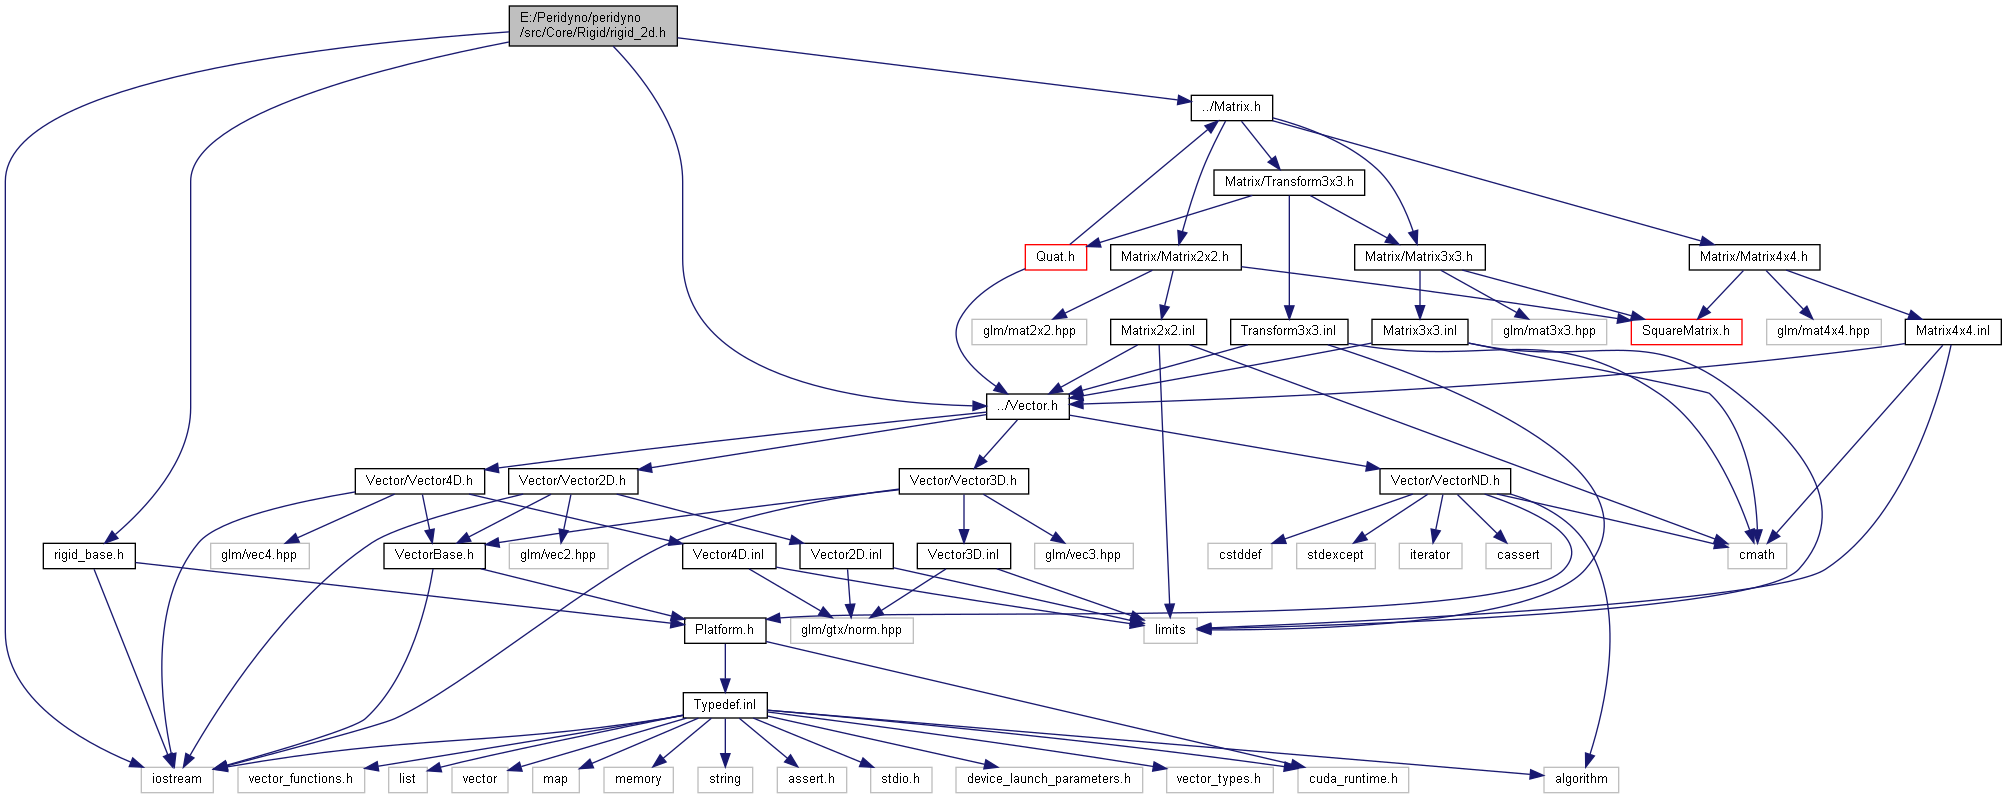 E:/Peridyno/peridyno
/src/Core/Rigid/rigid_2d.h
../Matrix.h
Matrix/Transform3x3.h
Quat.h
Matrix/Matrix2x2.h
Matrix/Matrix3x3.h
Matrix/Matrix4x4.h
glm/mat2x2.hpp
Matrix2x2.inl
Transform3x3.inl
Matrix3x3.inl
glm/mat3x3.hpp
SquareMatrix.h
glm/mat4x4.hpp
Matrix4x4.inl
../Vector.h
Vector/Vector4D.h
Vector/Vector2D.h
Vector/Vector3D.h
Vector/VectorND.h
rigid_base.h
glm/vec4.hpp
VectorBase.h
glm/vec2.hpp
Vector4D.inl
Vector2D.inl
Vector3D.inl
glm/vec3.hpp
cstddef
stdexcept
iterator
cassert
cmath
Platform.h
glm/gtx/norm.hpp
limits
Typedef.inl
iostream
vector_functions.h
list
vector
map
memory
string
assert.h
stdio.h
device_launch_parameters.h
vector_types.h
cuda_runtime.h
algorithm